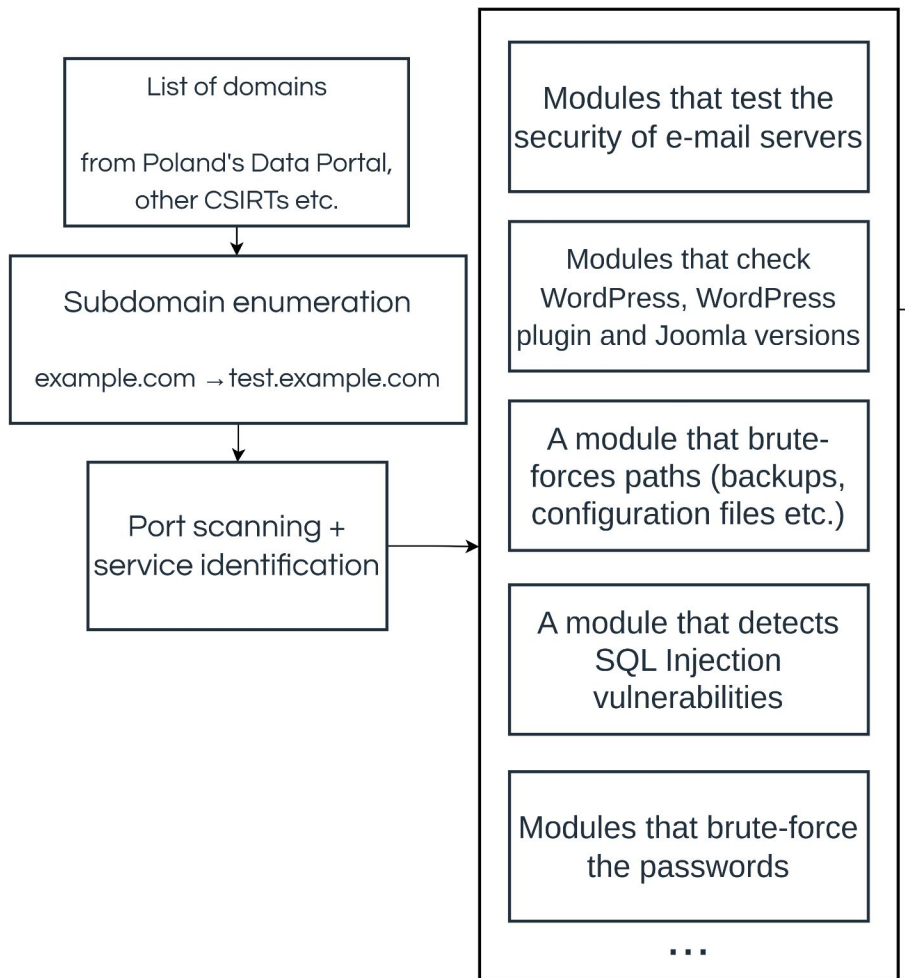 List of domains
from Poland's Data Portal,
other CSIRTs etc.
Subdomain enumeration
example.com →test.example.com
Port scanning +
service identification
Modules that test the
security of e-mail servers
Modules that check
WordPress, WordPress
plugin and Joomla versions
A module that brute-
forces paths (backups,
configuration files etc.)
A module that detects
SQL Injection
vulnerabilities
Modules that brute-force
the passwords
...